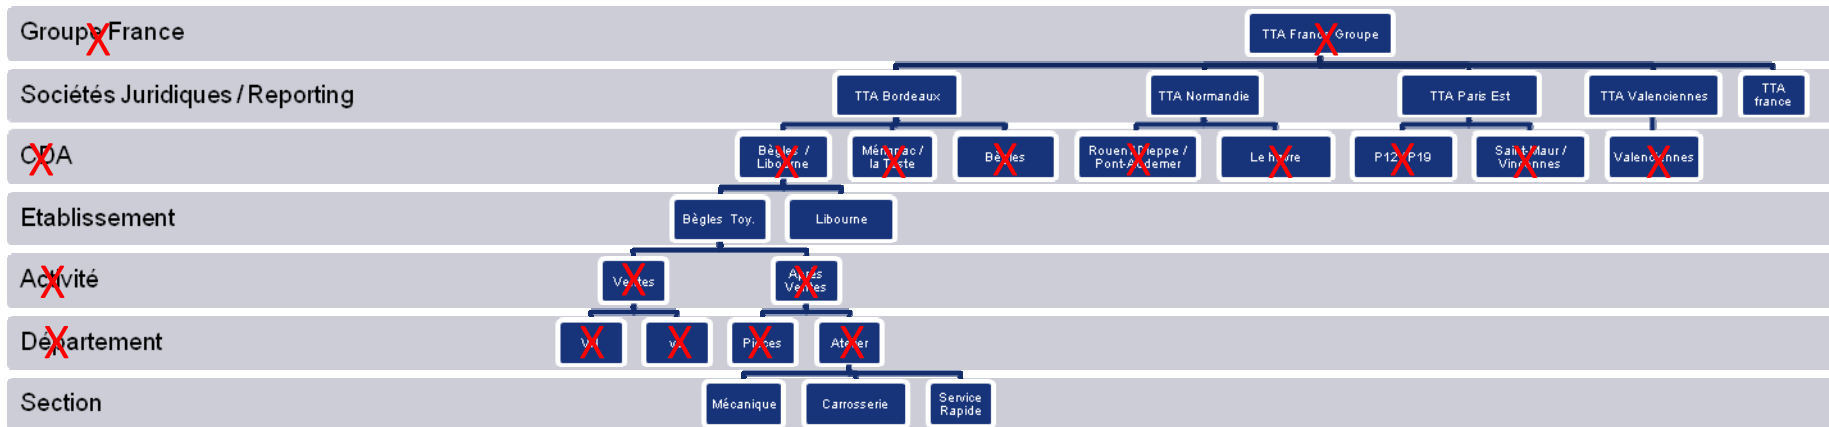 Groupe France
TTA France Groupe
Sociétés Juridiques / Reporting
TTA Bordeaux
TTA Normandie
TTA Paris Est
TTA Valenciennes
TTA
france
CDA
Bègles /
Libourne
Mérignac /
la Teste
Bègles
Rouen / Dieppe /
Pont-Audemer
Le havre
P12 / P19
Saint-Maur /
Vincennes
Valenciennes
Etablissement
Bègles Toy.
Libourne
Activité
Ventes
Après
Ventes
Département
Pièces
Atelier
Section
Mécanique
Carrosserie
Service
Rapide